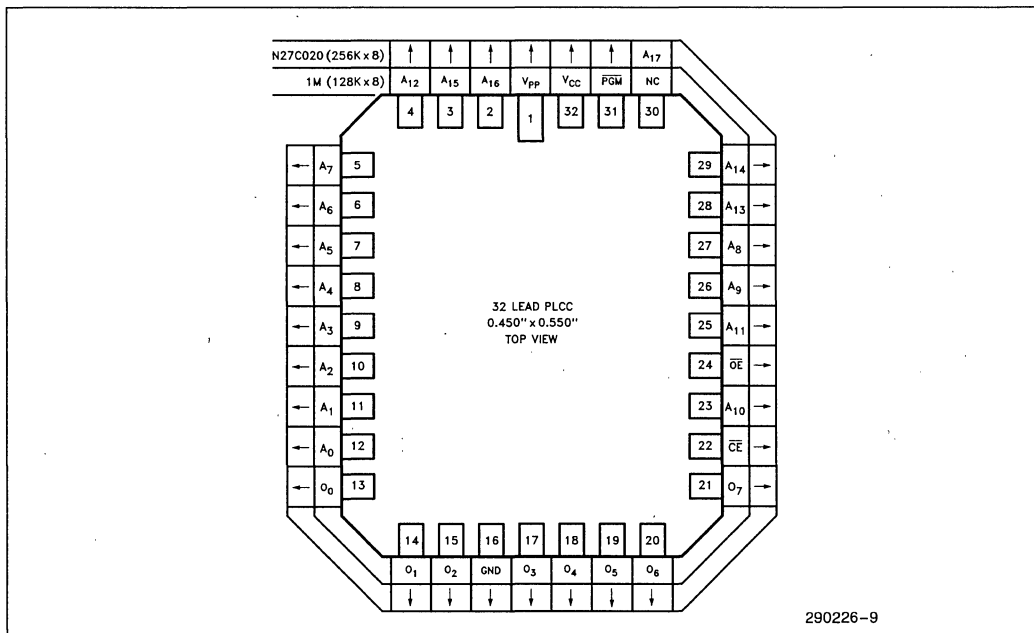 N27C020 (256K x 8) ↑ ↑ ↑ ↑ ↑ ↑ A17
1M (128K x 8) A12 A15 A16 VPP VCC P̅G̅M̅ NC
4 3 2 1 32 31 30
← A7 5 29 A14 →
← A6 6 28 A13 →
← A5 7 27 A8 →
← A4 8 26 A9 →
32 LEAD PLCC
0.450" x 0.550"
TOP VIEW
← A3 9 25 A11 →
← A2 10 24 O̅E̅ →
← A1 11 23 A10 →
← A0 12 22 C̅E̅ →
← O0 13 21 O7 →
14 15 16 17 18 19 20
O1 O2 GND O3 O4 O5 O6
↓ ↓ ↓ ↓ ↓ ↓ ↓
290226-9